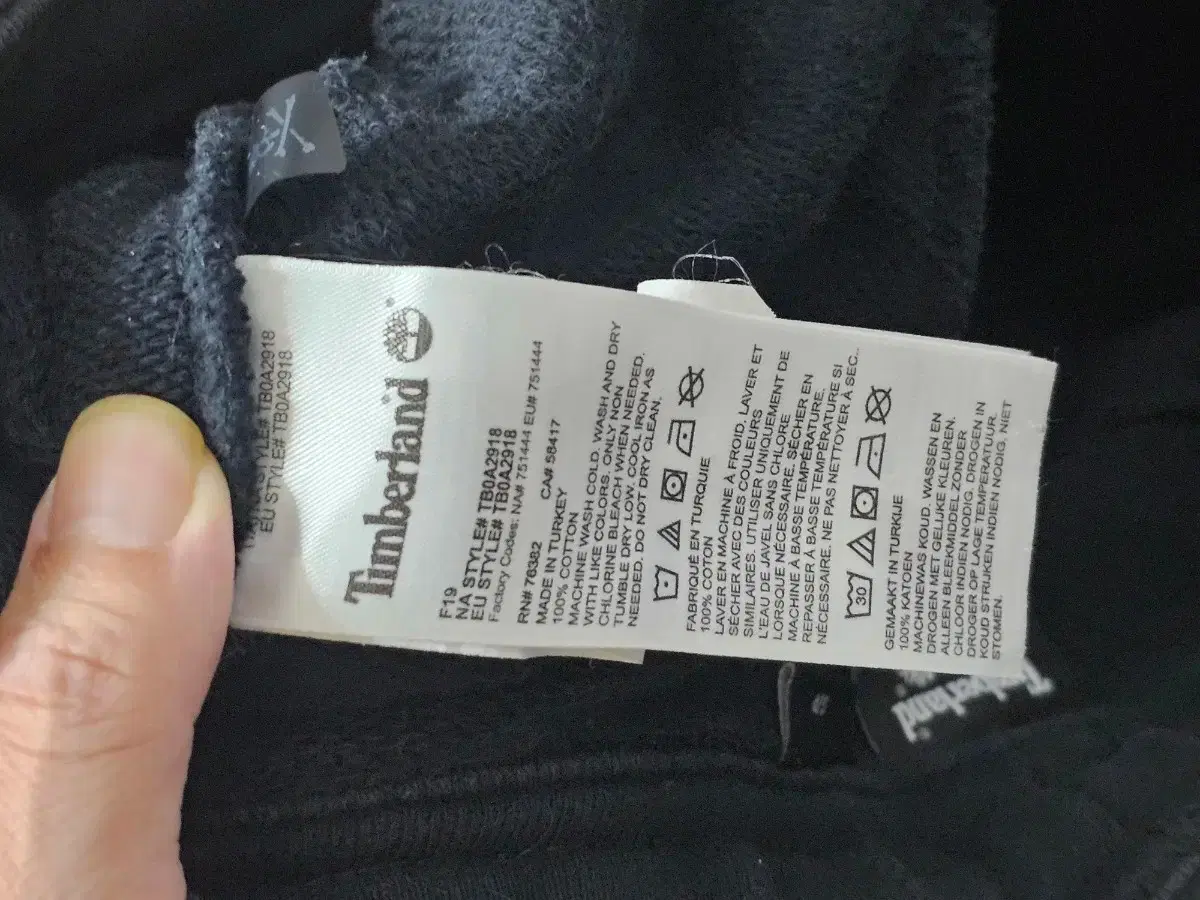 EU STYLE# TB0A2918
Timberland
F19
NA STYLE# TB0A2918
EU STYLE# TB0A2918
Factory Codes: NA# 751444 EU# 751444
RN# 76382 CA# 58417
MADE IN TURKEY
100% COTTON
MACHINE WASH COLD. WASH AND DRY
WITH LIKE COLORS. ONLY NON
CHLORINE BLEACH WHEN NEEDED.
TUMBLE DRY LOW. COOL IRON AS
NEEDED. DO NOT DRY CLEAN.
FABRIQUÉ EN TURQUIE
100% COTON
LAVER EN MACHINE À FROID, LAVER ET
SÉCHER AVEC DES COULEURS
SIMILAIRES. UTILISER UNIQUEMENT DE
L'EAU DE JAVEL SANS CHLORE
LORSQUE NÉCESSAIRE. SÉCHER EN
MACHINE À BASSE TEMPÉRATURE.
REPASSER À BASSE TEMPÉRATURE SI
NÉCESSAIRE. NE PAS NETTOYER À SEC.
30
GEMAAKT IN TURKIJE
100% KATOEN
MACHINEWAS KOUD. WASSEN EN
DROGEN MET GELIJKE KLEUREN.
ALLEEN BLEEKMIDDEL ZONDER
CHLOOR INDIEN NODIG. DROGEN IN
DROGER OP LAGE TEMPERATUUR.
KOUD STRIJKEN INDIEN NODIG. NIET
STOMEN.
Timberland